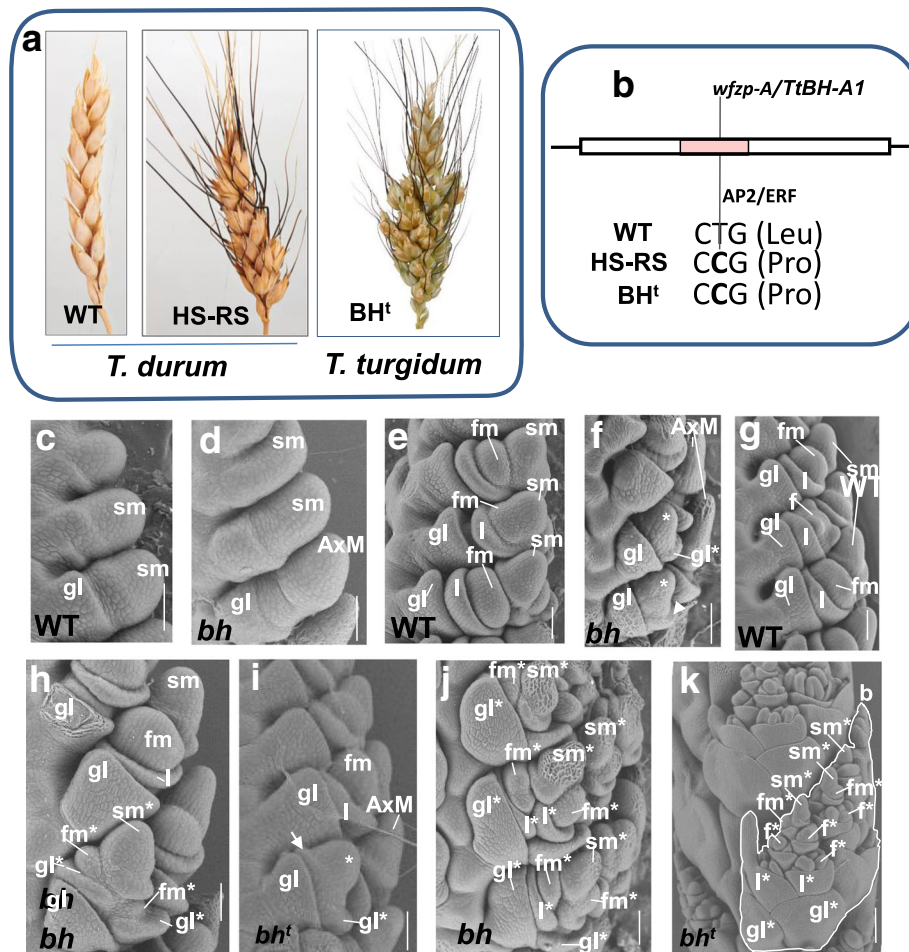 a
WT
HS-RS
BHt
T. durum
T. turgidum
b
wfzp-A/TtBH-A1
AP2/ERF
WT CTG (Leu)
HS-RS CCG (Pro)
BHt CCG (Pro)
c
sm
sm
gl
WT
d
sm
AxM
gl
bh
e
fm
sm
fm
sm
gl
l
fm
sm
gl
l
WT
f
AxM
*
gl
gl*
*
gl
bh
g
fm
sm
WT
gl
l
f
gl
l
gl
fm
l
WT
h
sm
gl
fm
gl
l
sm*
fm*
gl*
bh
gl
fm*
gl*
bh
i
fm
gl
l
AxM
*
gl
gl*
bht
j
fm*
sm*
gl*
sm*
fm*
sm*
gl*
l*
l*
fm*
gl*
fm*
sm*
l*
fm*
gl*
bh
k
b
sm*
sm*
sm*
fm*
fm*
f*
f*
f*
f*
l*
l*
gl*
gl*
bht